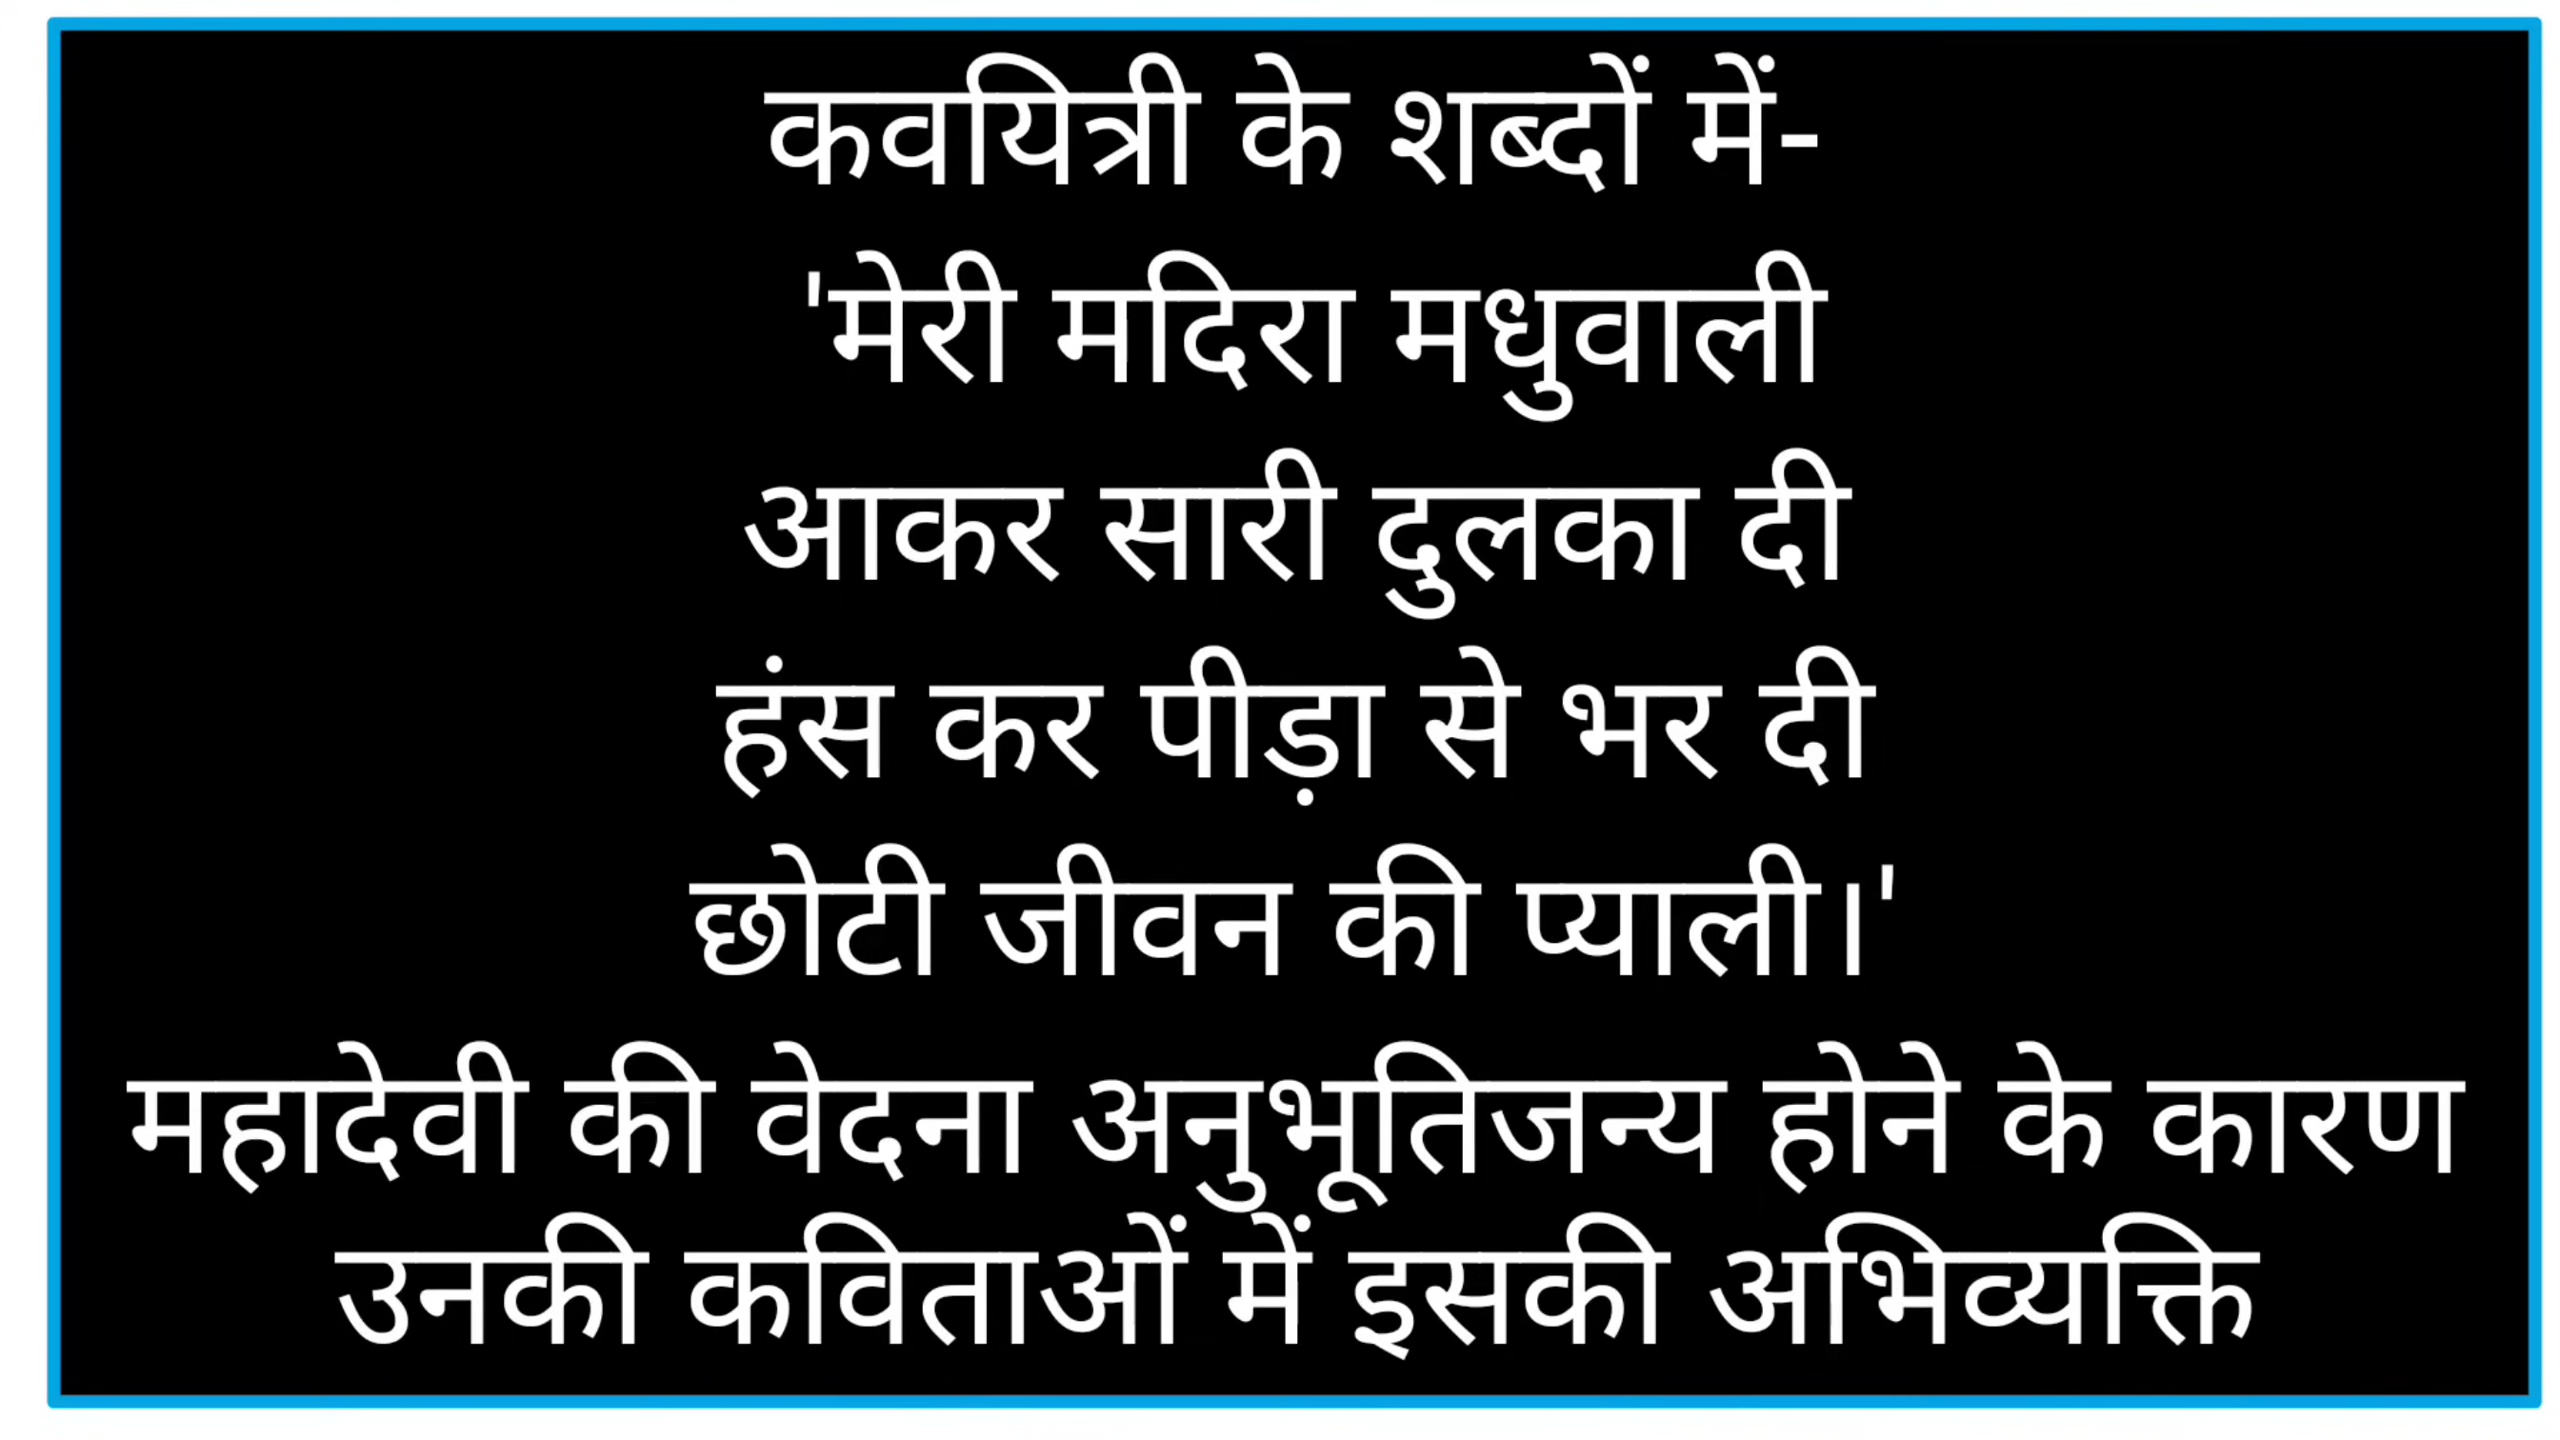 कवयित्री के शब्दों में-
'मेरी मदिरा मधुवाली
आकर सारी दुलका दी
हंस कर पीड़ा से भर दी
छोटी जीवन की प्याली।'
महादेवी की वेदना अनुभूतिजन्य होने के कारण
उनकी कविताओं में इसकी अभिव्यक्ति